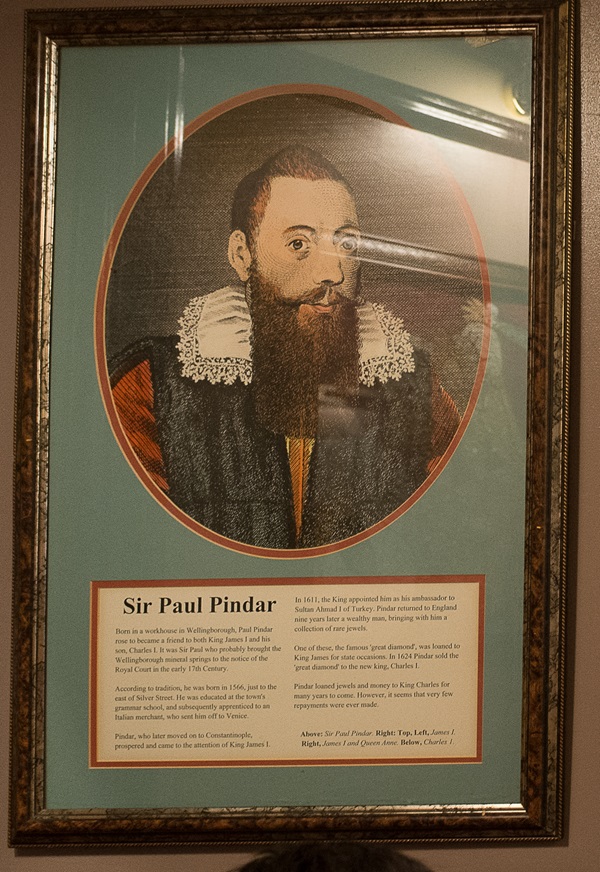 Sir Paul Pindar
Born in a workhouse in Wellingborough, Paul Pindar
rose to became a friend to both King James I and his
son, Charles I. It was Sir Paul who probably brought the
Wellingborough mineral springs to the notice of the
Royal Court in the early 17th Century.
According to tradition, he was born in 1566, just to the
east of Silver Street. He was educated at the town's
grammar school, and subsequently apprenticed to an
Italian merchant, who sent him off to Venice.
Pindar, who later moved on to Constantinople,
prospered and came to the attention of King James I.
In 1611, the King appointed him as his ambassador to
Sultan Ahmad I of Turkey. Pindar returned to England
nine years later a wealthy man, bringing with him a
collection of rare jewels.
One of these, the famous 'great diamond', was loaned to
King James for state occasions. In 1624 Pindar sold the
'great diamond' to the new king, Charles I.
Pindar loaned jewels and money to King Charles for
many years to come. However, it seems that very few
repayments were ever made.
Above: Sir Paul Pindar. Right: Top, Left, James I.
Right, James I and Queen Anne. Below, Charles I.